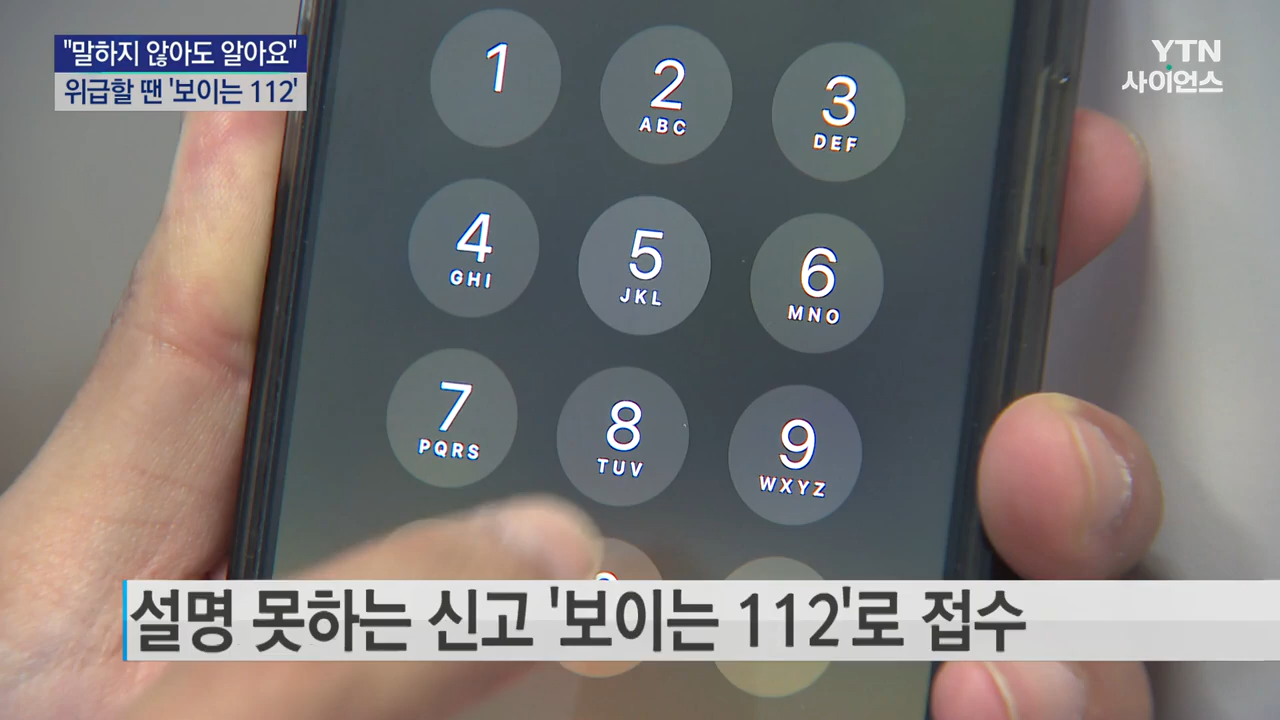 "말하지 않아도 알아요"
위급할 땐 '보이는 112'
YTN
사이언스
1
2
ABC
3
DEF
4
GHI
5
JKL
6
MNO
7
PQRS
8
TUV
9
WXYZ
설명 못하는 신고 '보이는 112'로 접수